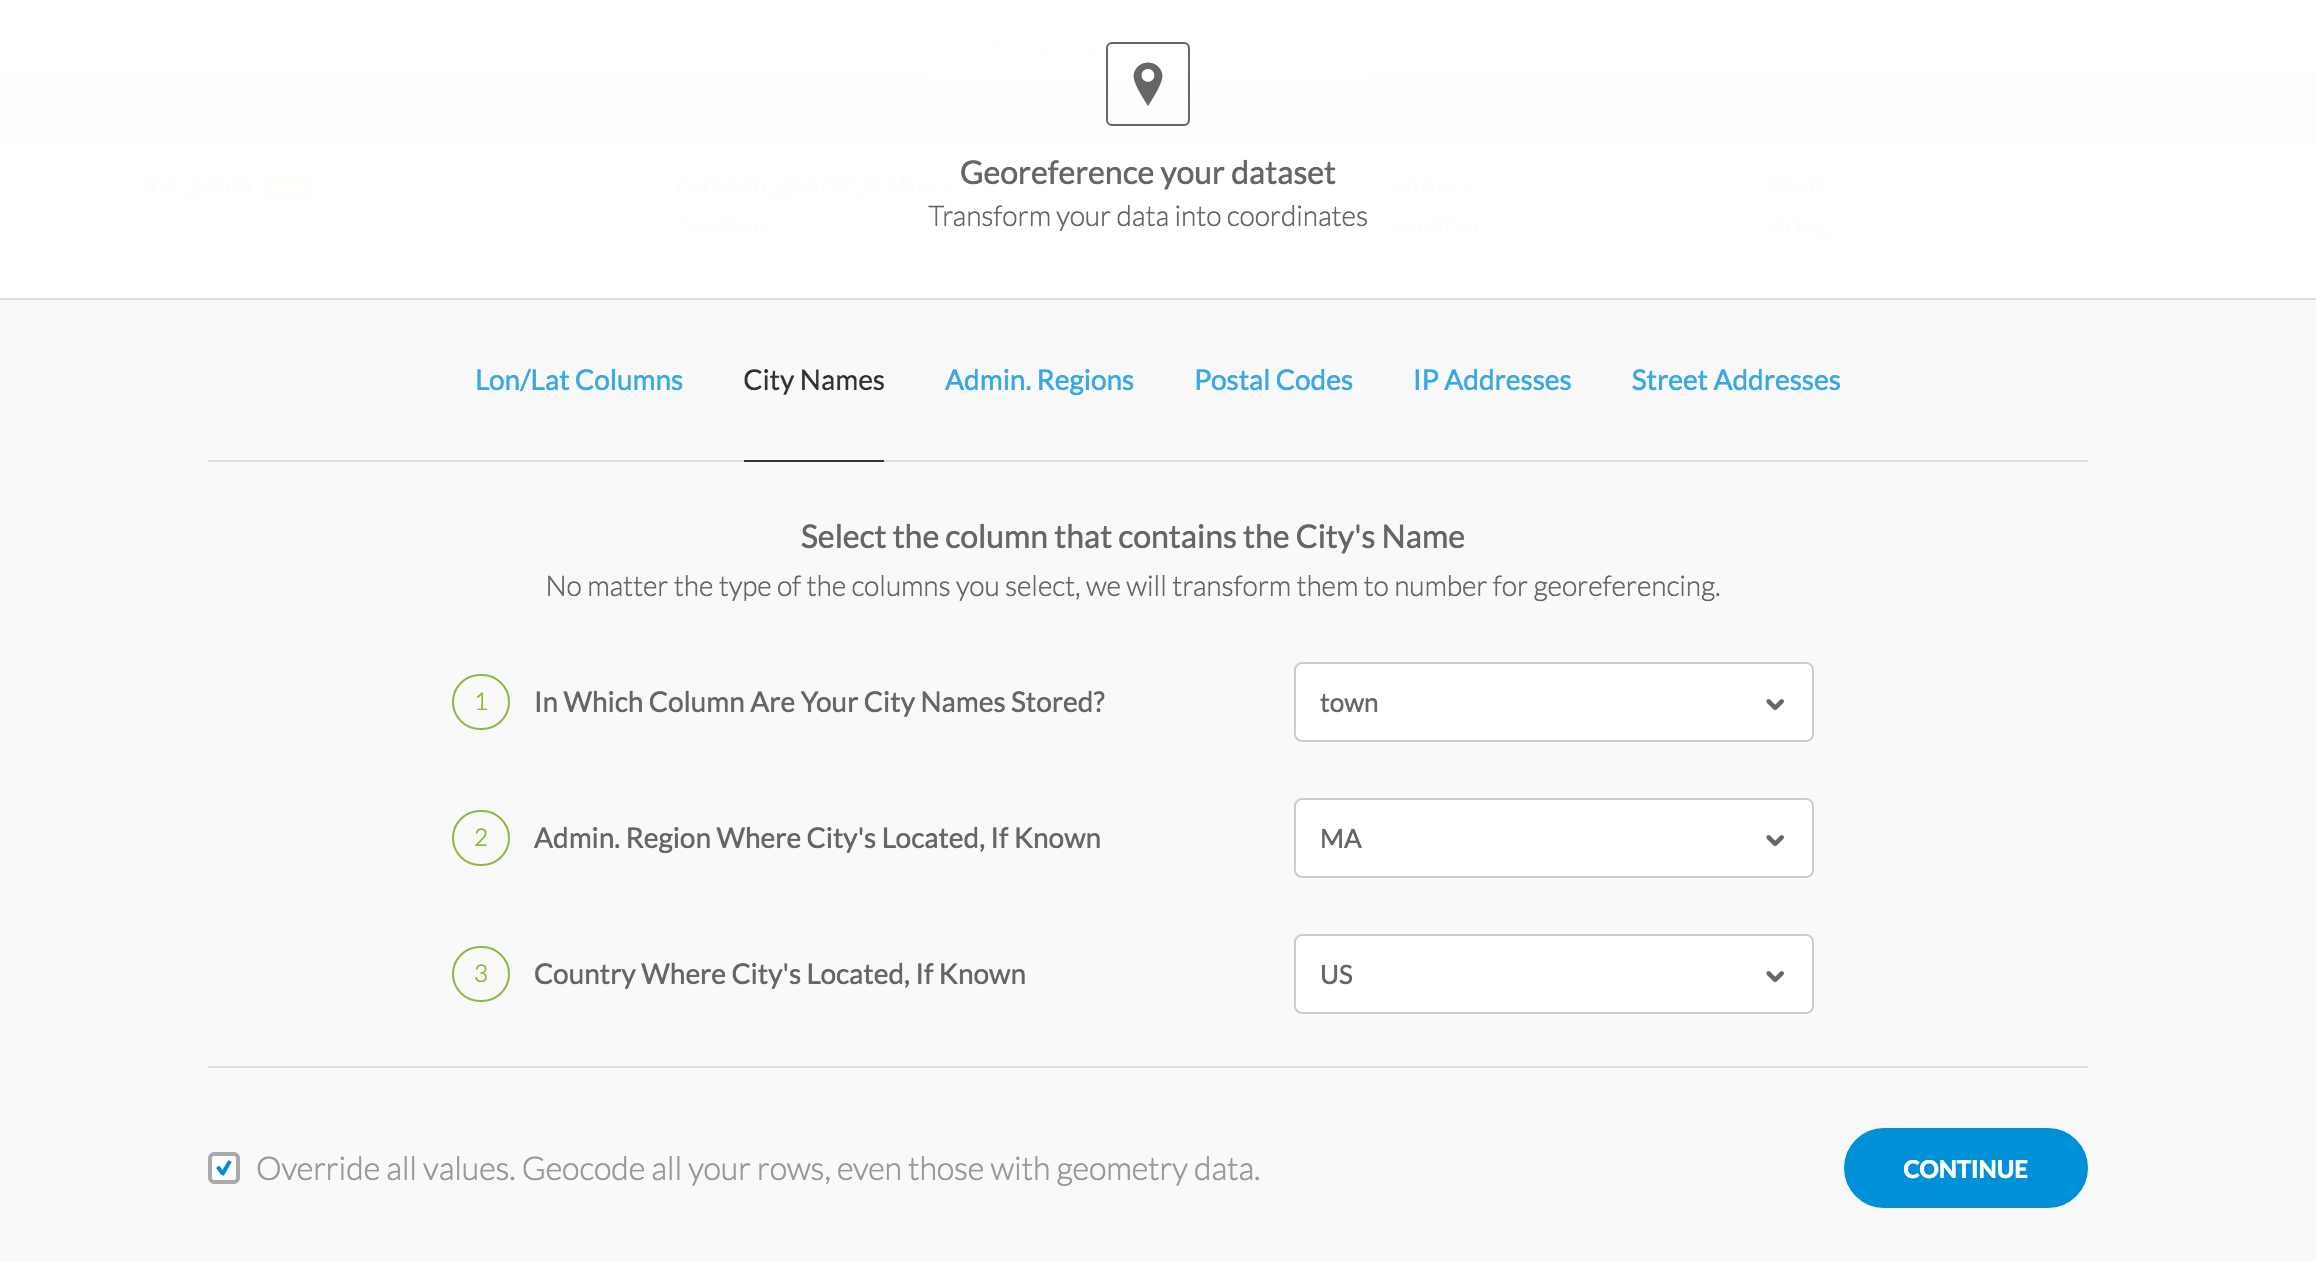 Georeference your dataset
Transform your data into coordinates
Lon/Lat Columns City Names Admin. Regions Postal Codes IP Addresses Street Addresses
Select the column that contains the City's Name
No matter the type of the columns you select, we will transform them to number for georeferencing.
1 In Which Column Are Your City Names Stored? town
2 Admin. Region Where City's Located, If Known MA
3 Country Where City's Located, If Known US
Override all values. Geocode all your rows, even those with geometry data. CONTINUE